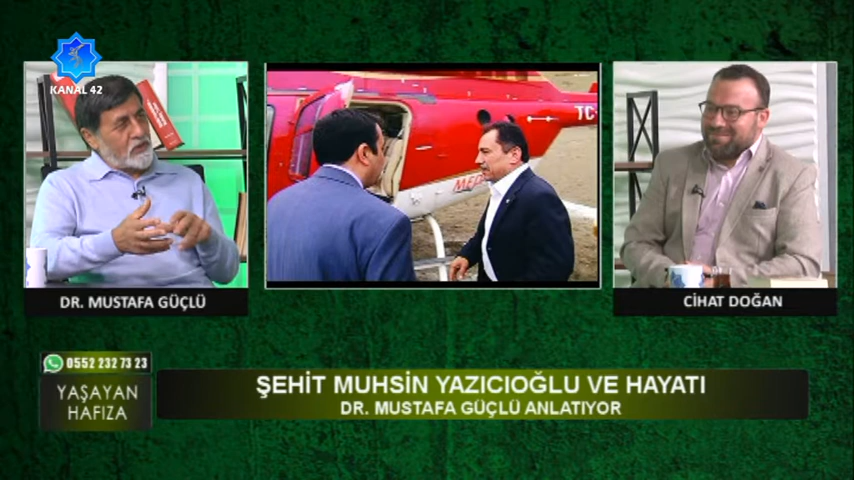 KANAL 42
TC
MED
DR. MUSTAFA GÜÇLÜ
CİHAT DOĞAN
0552 232 73 23
YAŞAYAN
HAFIZA
ŞEHİT MUHSİN YAZICIOĞLU VE HAYATI
DR. MUSTAFA GÜÇLÜ ANLATIYOR